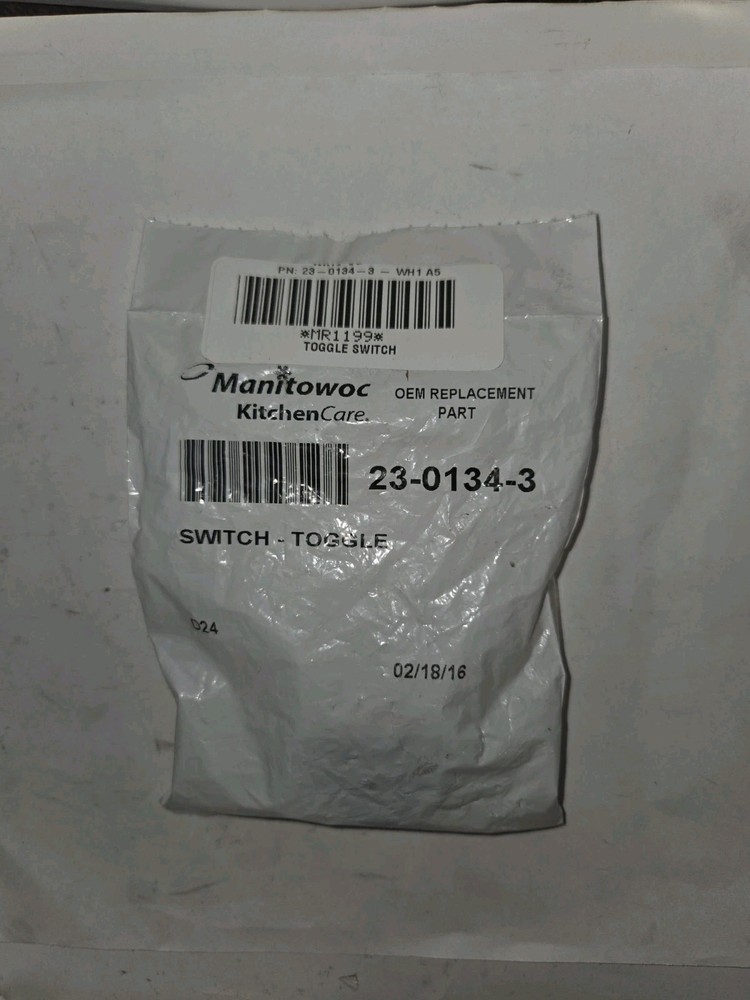 PN: 23-0134-3 - WH1 A5
*MR1199*
TOGGLE SWITCH
Manitowoc
KitchenCare.
OEM REPLACEMENT
PART
23-0134-3
SWITCH - TOGGLE
024
02/18/16